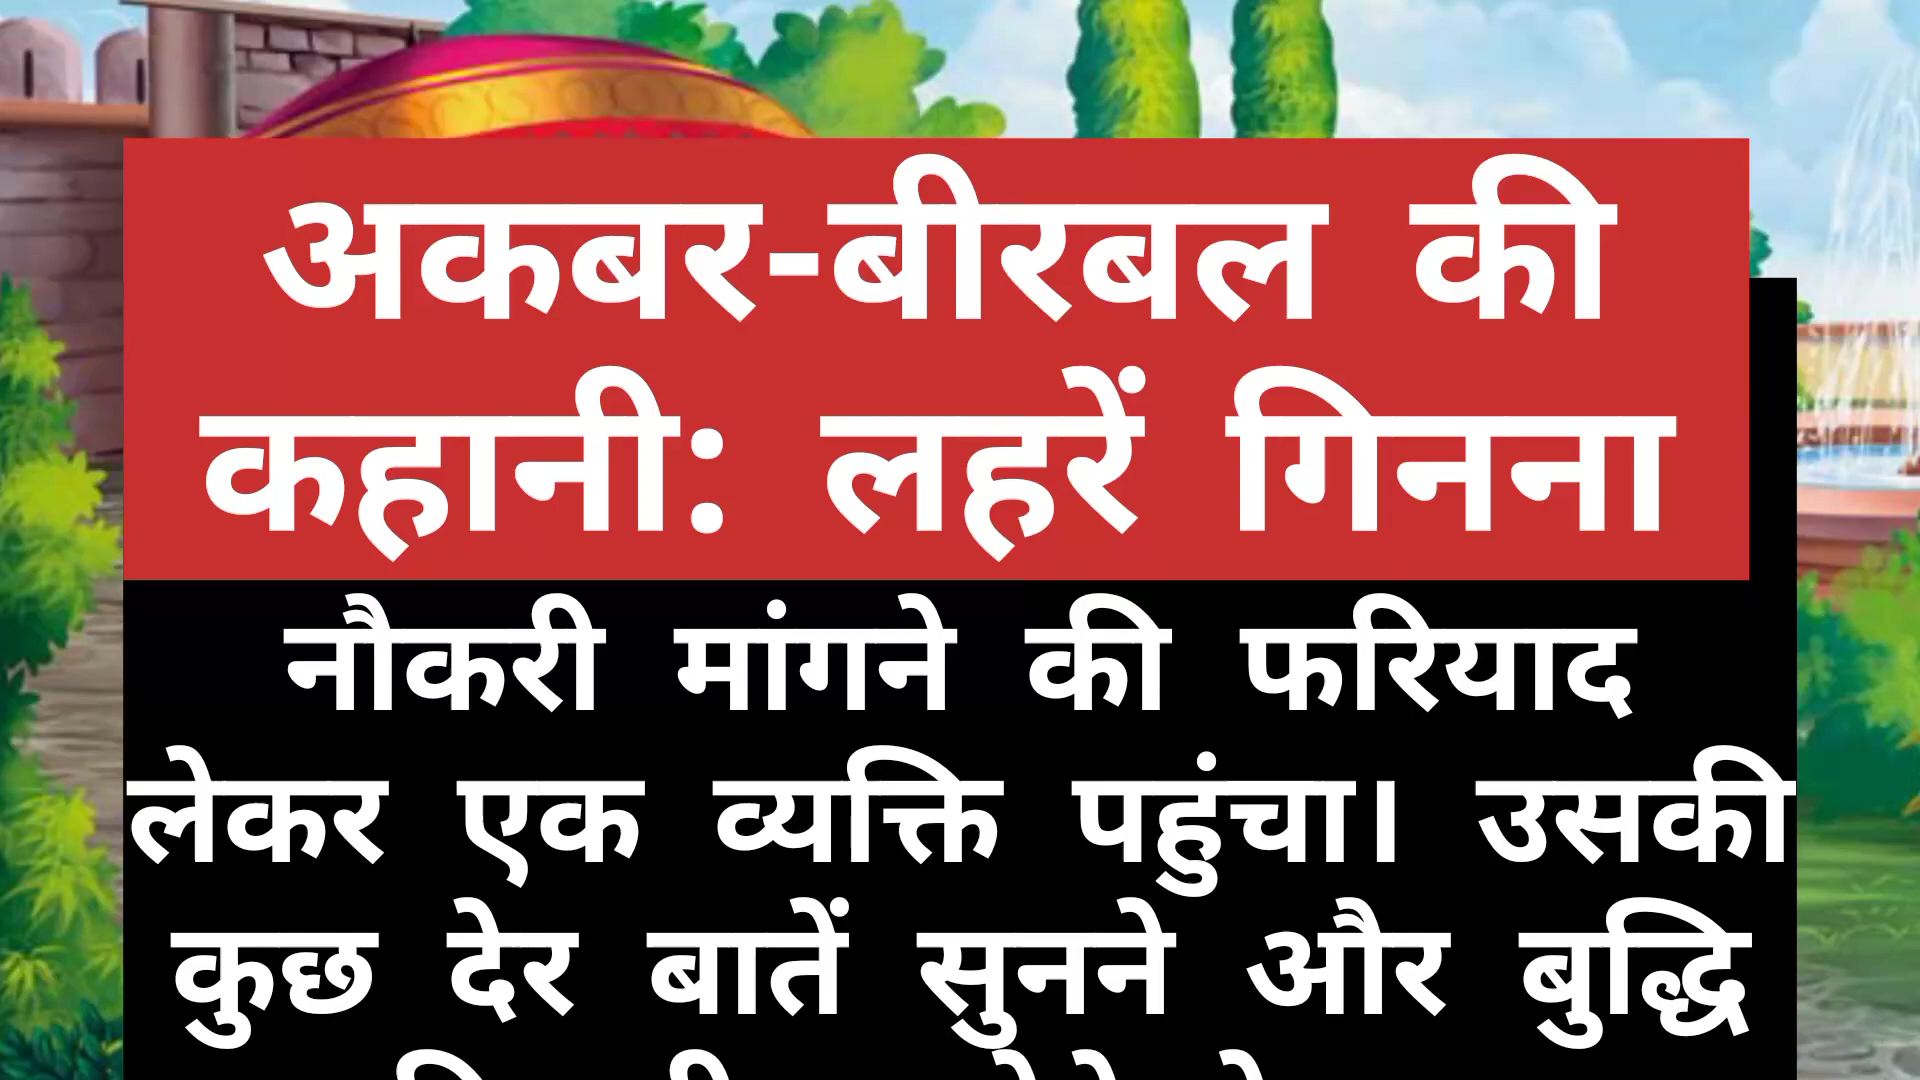 अकबर-बीरबल की
कहानी: लहरें गिनना
नौकरी मांगने की फरियाद
लेकर एक व्यक्ति पहुंचा। उसकी
कुछ देर बातें सुनने और बुद्धि